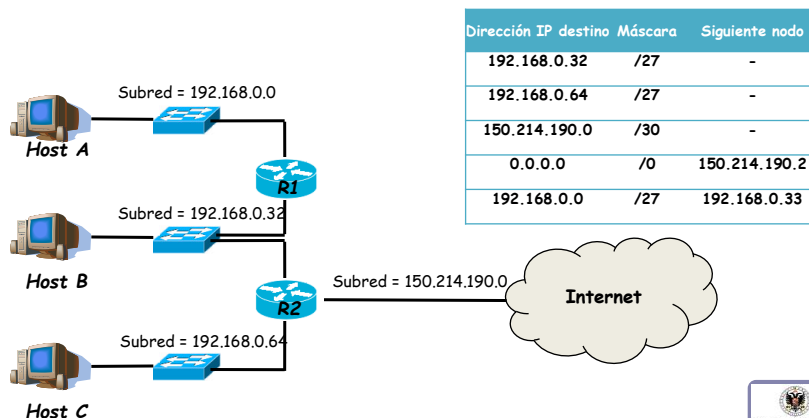 Dirección IP destino Máscara Siguiente nodo
192.168.0.32 /27 -
192.168.0.64 /27 -
150.214.190.0 /30 -
0.0.0.0 /0 150.214.190.2
192.168.0.0 /27 192.168.0.33
Subred = 192.168.0.0
Host A
R1
Subred = 192.168.0.32
Host B
Subred = 150.214.190.0
Internet
R2
Subred = 192.168.0.64
Host C